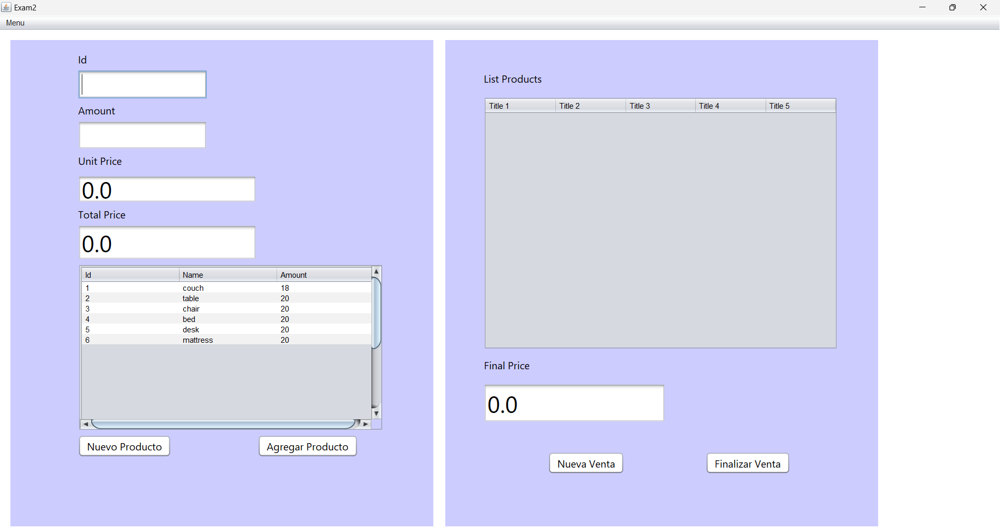 Exam2
Menu
Id
Amount
Unit Price
0.0
Total Price
0.0
Id Name Amount
1 couch 18
2 table 20
3 chair 20
4 bed 20
5 desk 20
6 mattress 20
Nuevo Producto Agregar Producto
List Products
Title 1 Title 2 Title 3 Title 4 Title 5
Final Price
0.0
Nueva Venta Finalizar Venta